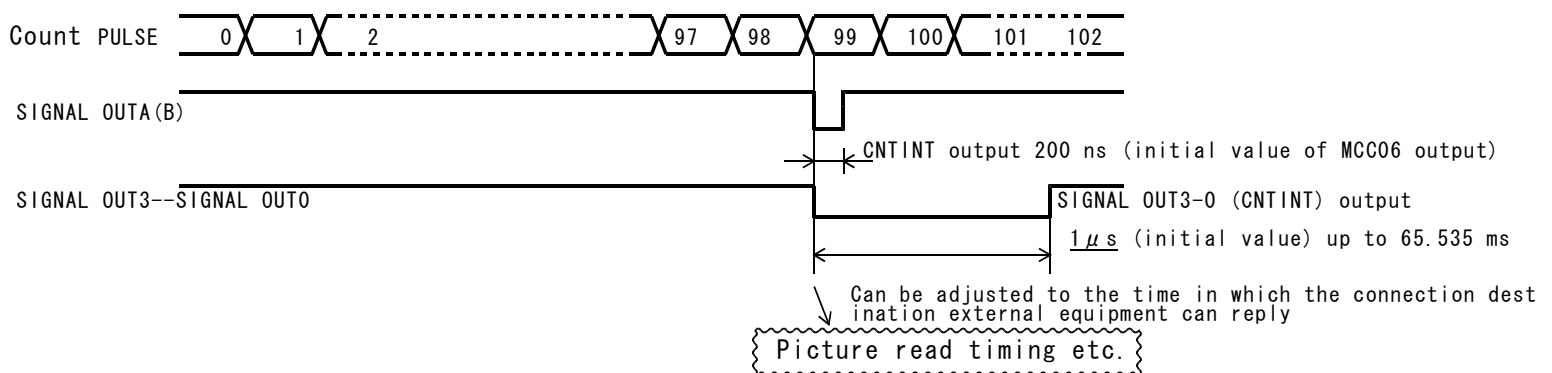 Count PULSE 0 1 2 97 98 99 100 101 102
SIGNAL OUTA(B)
CNTINT output 200 ns (initial value of MCC06 output)
SIGNAL OUT3--SIGNAL OUT0
SIGNAL OUT3-0 (CNTINT) output
1μs (initial value) up to 65.535 ms
Can be adjusted to the time in which the connection dest
ination external equipment can reply
Picture read timing etc.